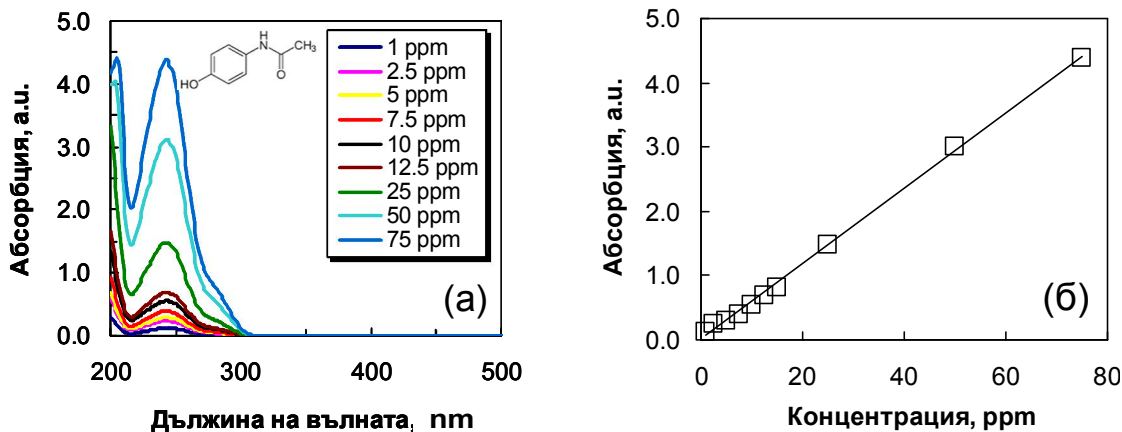 5.0
4.0
3.0
2.0
1.0
0.0
Абсорбция, a.u.
H
N
CH3
O
HO
1 ppm
2.5 ppm
5 ppm
7.5 ppm
10 ppm
12.5 ppm
25 ppm
50 ppm
75 ppm
(а)
200
300
400
500
Дължина на вълната, nm
5.0
4.0
3.0
2.0
1.0
0.0
Абсорбция, a.u.
(б)
0
20
40
60
80
Концентрация, ppm